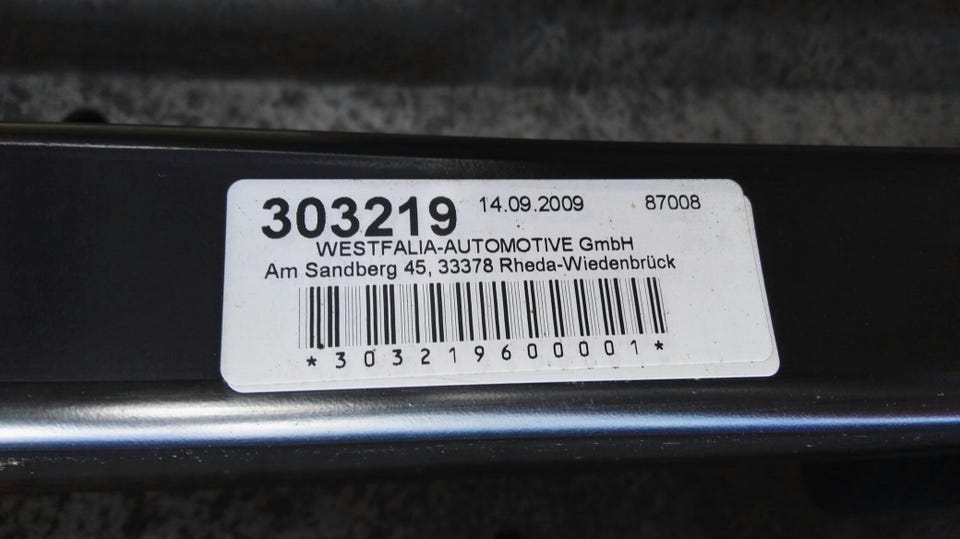 303219 14.09.2009 87008
WESTFALIA-AUTOMOTIVE GmbH
Am Sandberg 45, 33378 Rheda-Wiedenbrück
*303219600001*